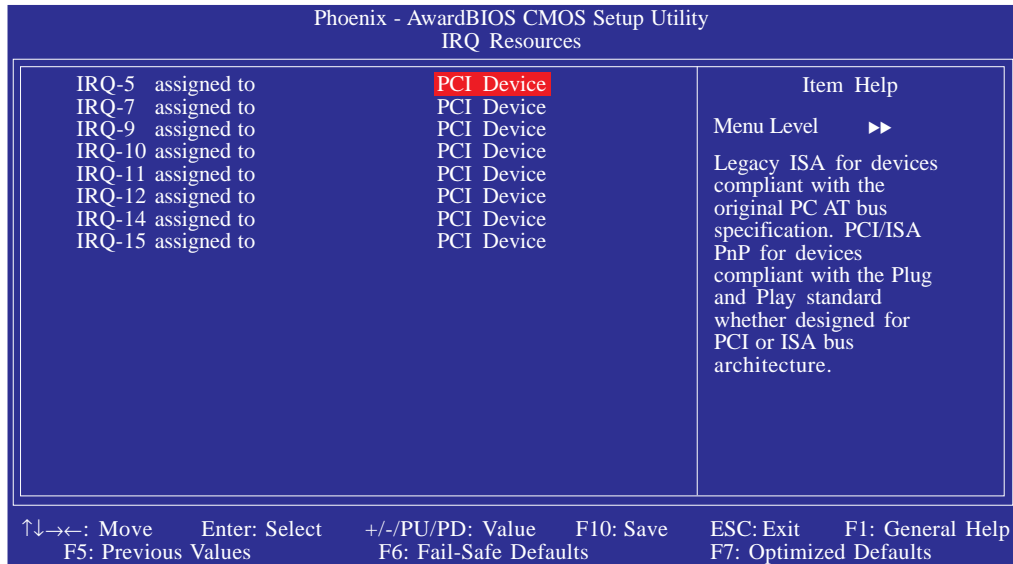 Phoenix - AwardBIOS CMOS Setup Utility
IRQ Resources
IRQ-5 assigned to PCI Device
IRQ-7 assigned to PCI Device
IRQ-9 assigned to PCI Device
IRQ-10 assigned to PCI Device
IRQ-11 assigned to PCI Device
IRQ-12 assigned to PCI Device
IRQ-14 assigned to PCI Device
IRQ-15 assigned to PCI Device
Item Help
Menu Level ▶▶
Legacy ISA for devices
compliant with the
original PC AT bus
specification. PCI/ISA
PnP for devices
compliant with the Plug
and Play standard
whether designed for
PCI or ISA bus
architecture.
↑↓→←: Move Enter: Select +/-/PU/PD: Value F10: Save ESC: Exit F1: General Help
F5: Previous Values F6: Fail-Safe Defaults F7: Optimized Defaults